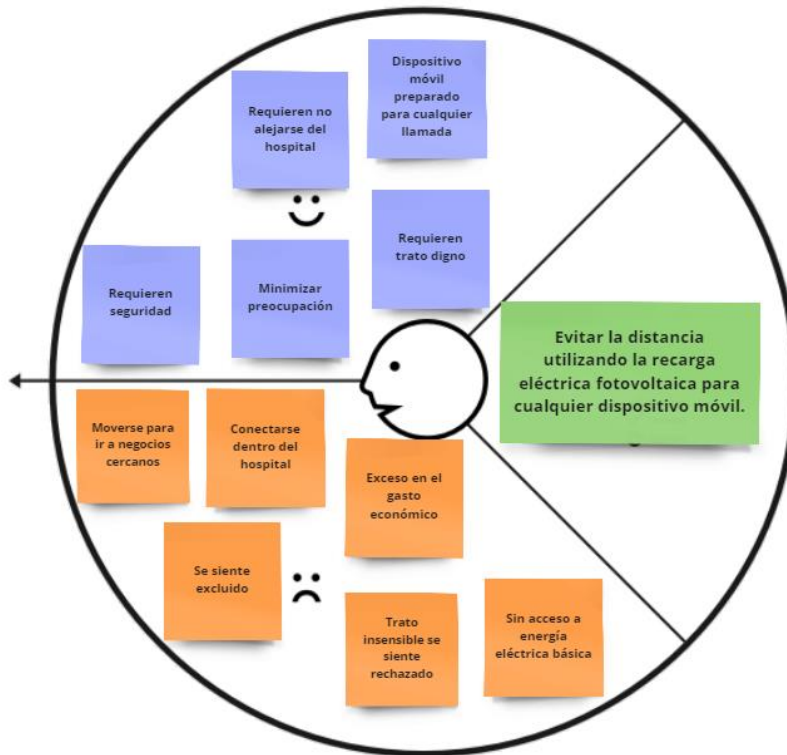 Dispositivo
móvil
preparado
para cualquier
llamada
Requieren no
alejarse del
hospital
Requieren
trato digno
Requieren
seguridad
Minimizar
preocupación
Evitar la distancia
utilizando la recarga
eléctrica fotovoltaica para
cualquier dispositivo móvil.
Moverse para
ir a negocios
cercanos
Conectarse
dentro del
hospital
Exceso en el
gasto
económico
Se siente
excluido
Trato
insensible se
siente
rechazado
Sin acceso a
energía
eléctrica básica